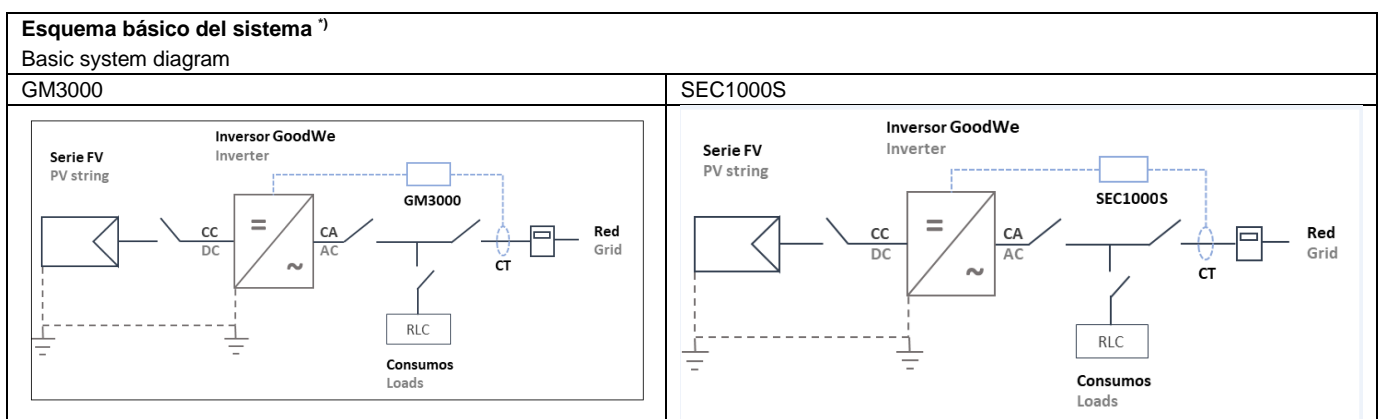 Esquema básico del sistema *)
Basic system diagram
GM3000
SEC1000S
Inversor GoodWe
Inverter
Serie FV
PV string
GM3000
CC
DC
=
~
CA
AC
CT
Red
Grid
RLC
Consumos
Loads
Inversor GoodWe
Inverter
Serie FV
PV string
SEC1000S
CC
DC
=
~
CA
AC
CT
Red
Grid
RLC
Consumos
Loads